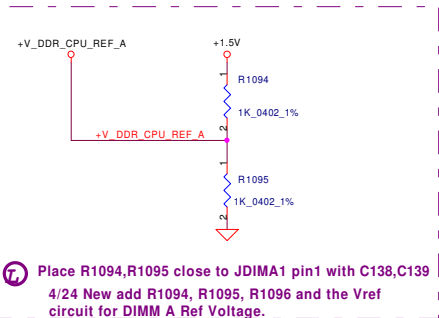 +V_DDR_CPU_REF_A
+1.5V
1
R1094
1K_0402_1%
2
+V_DDR_CPU_REF_A
1
R1095
1K_0402_1%
2
Place R1094,R1095 close to JDIMA1 pin1 with C138,C139
4/24 New add R1094, R1095, R1096 and the Vref
circuit for DIMM A Ref Voltage.